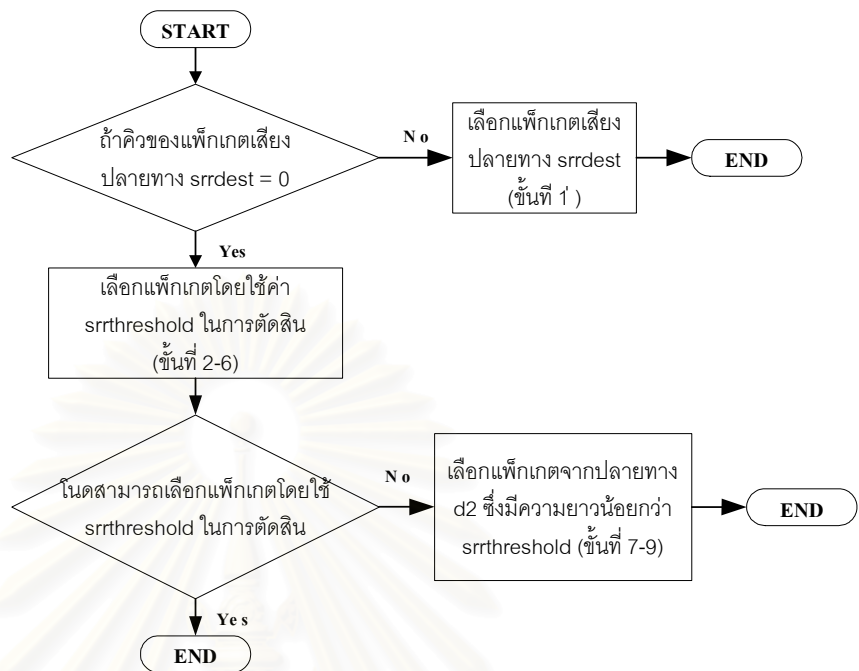 START
ถ้าคิวของแพ็กเกตเสียง
ปลายทาง srrdest = 0
N o
เลือกแพ็กเกตเสียง
ปลายทาง srrdest
(ขั้นที่ 1 )
END
Yes
เลือกแพ็กเกตโดยใช้ค่า
srrthreshold ในการตัดสิน
(ขั้นที่ 2-6)
โนดสามารถเลือกแพ็กเกตโดยใช้
srrthreshold ในการตัดสิน
N o
เลือกแพ็กเกตจากปลายทาง
d2 ซึ่งมีความยาวน้อยกว่า
srrthreshold (ขั้นที่ 7-9)
END
Ye s
END